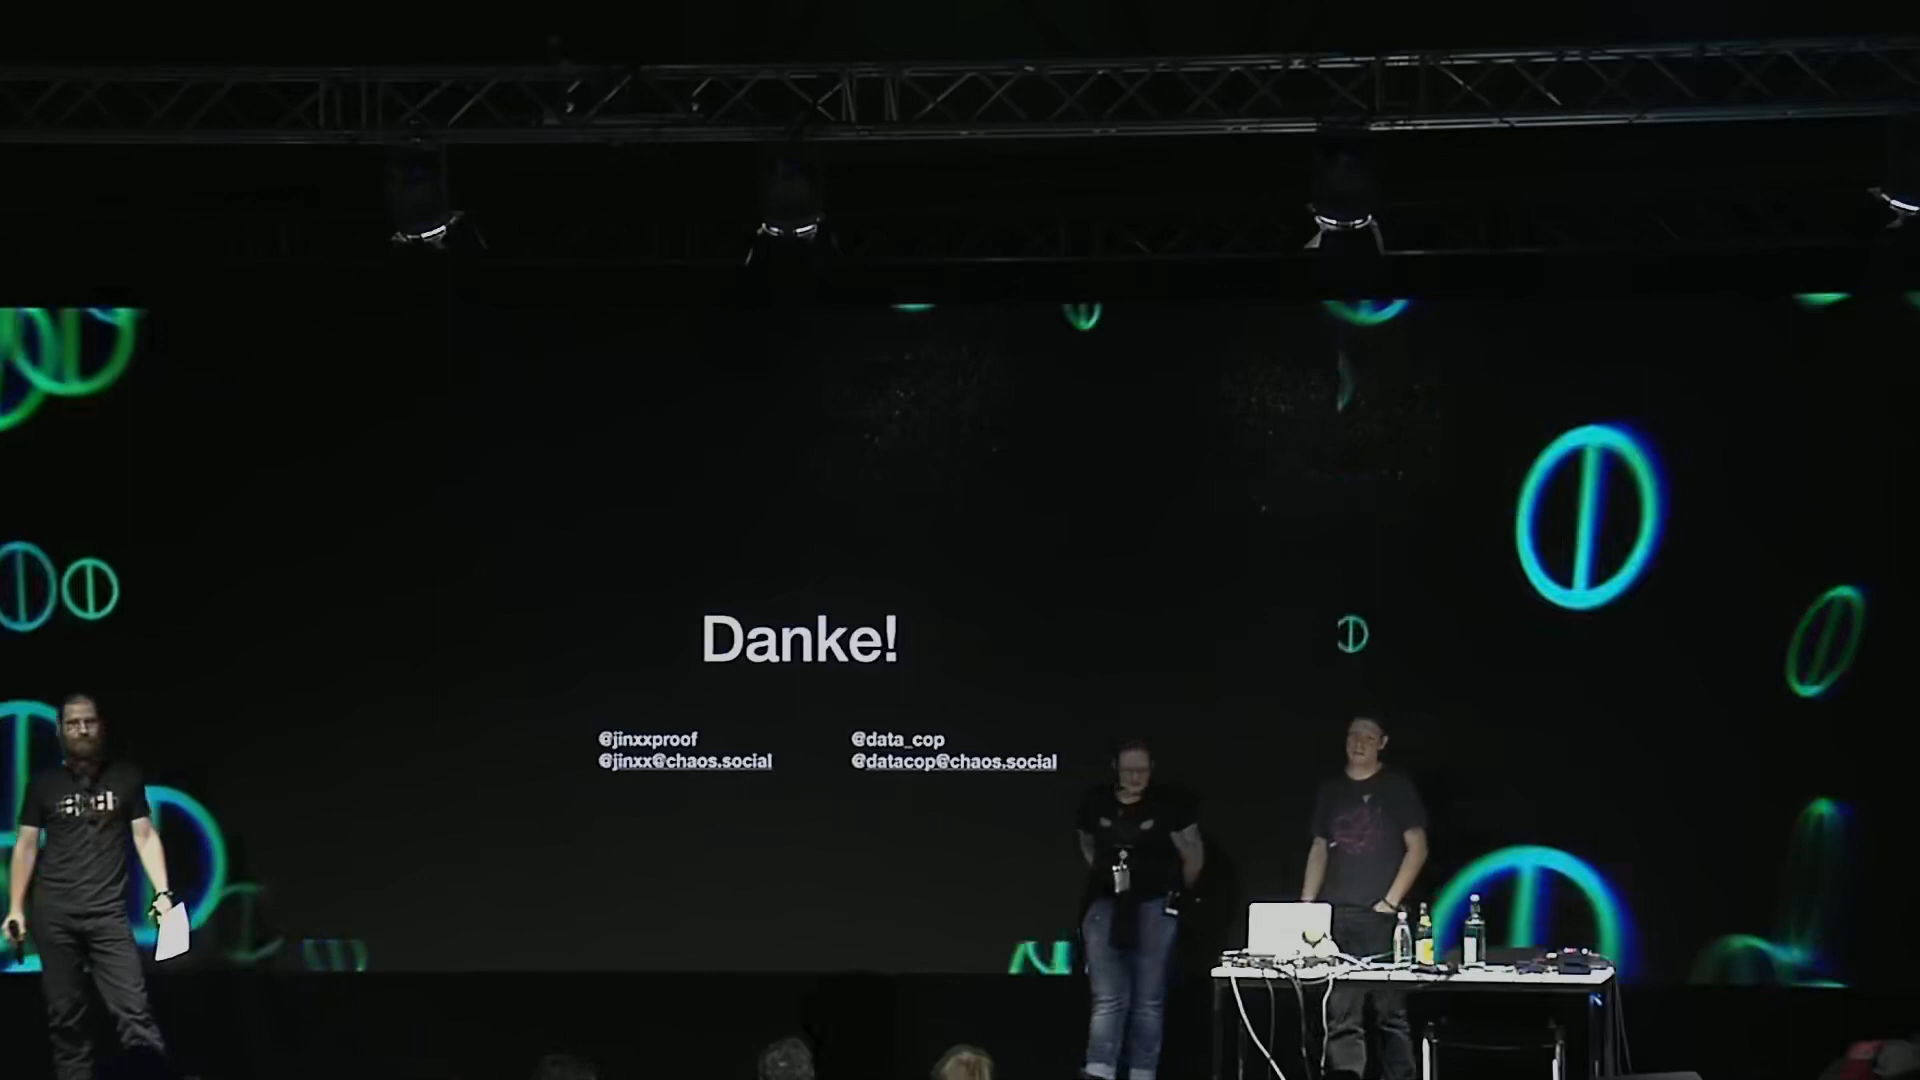 Danke!
@jinxxproof
@jinxx@chaos.social
@data_cop
@datacop@chaos.social